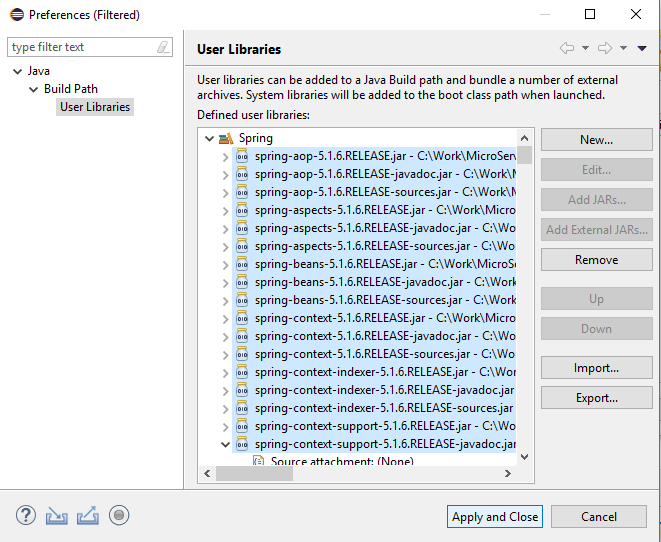 Preferences (Filtered)
type filter text
Java
Build Path
User Libraries
User Libraries
User libraries can be added to a Java Build path and bundle a number of external
archives. System libraries will be added to the boot class path when launched.
Defined user libraries:
Spring
spring-aop-5.1.6.RELEASE.jar - C:\Work\MicroServ
spring-aop-5.1.6.RELEASE-javadoc.jar - C:\Work\
spring-aop-5.1.6.RELEASE-sources.jar - C:\Work\M
spring-aspects-5.1.6.RELEASE.jar - C:\Work\Micro
spring-aspects-5.1.6.RELEASE-javadoc.jar - C:\Wo
spring-aspects-5.1.6.RELEASE-sources.jar - C:\Wo
spring-beans-5.1.6.RELEASE.jar - C:\Work\MicroSe
spring-beans-5.1.6.RELEASE-javadoc.jar - C:\Work
spring-beans-5.1.6.RELEASE-sources.jar - C:\Work
spring-context-5.1.6.RELEASE.jar - C:\Work\Micro
spring-context-5.1.6.RELEASE-javadoc.jar - C:\Wo
spring-context-5.1.6.RELEASE-sources.jar - C:\Wo
spring-context-indexer-5.1.6.RELEASE.jar - C:\Wo
spring-context-indexer-5.1.6.RELEASE-javadoc.jar
spring-context-indexer-5.1.6.RELEASE-sources.jar
spring-context-support-5.1.6.RELEASE.jar - C:\Wo
spring-context-support-5.1.6.RELEASE-javadoc.jar
Source attachment: (None)
New...
Edit...
Add JARs...
Add External JARs...
Remove
Up
Down
Import...
Export...
Apply and Close
Cancel